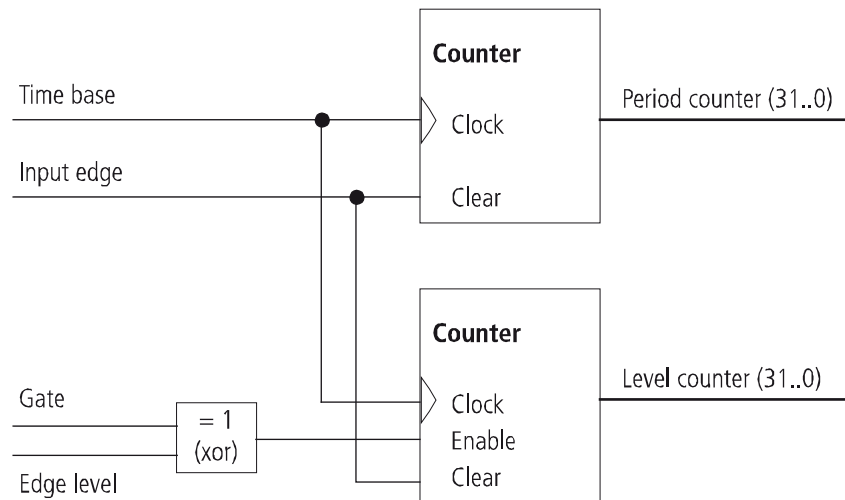 Counter
Time base
Period counter (31..0)
Clock
Input edge
Clear
Counter
Level counter (31..0)
Gate
Clock
= 1
(xor)
Enable
Clear
Edge level